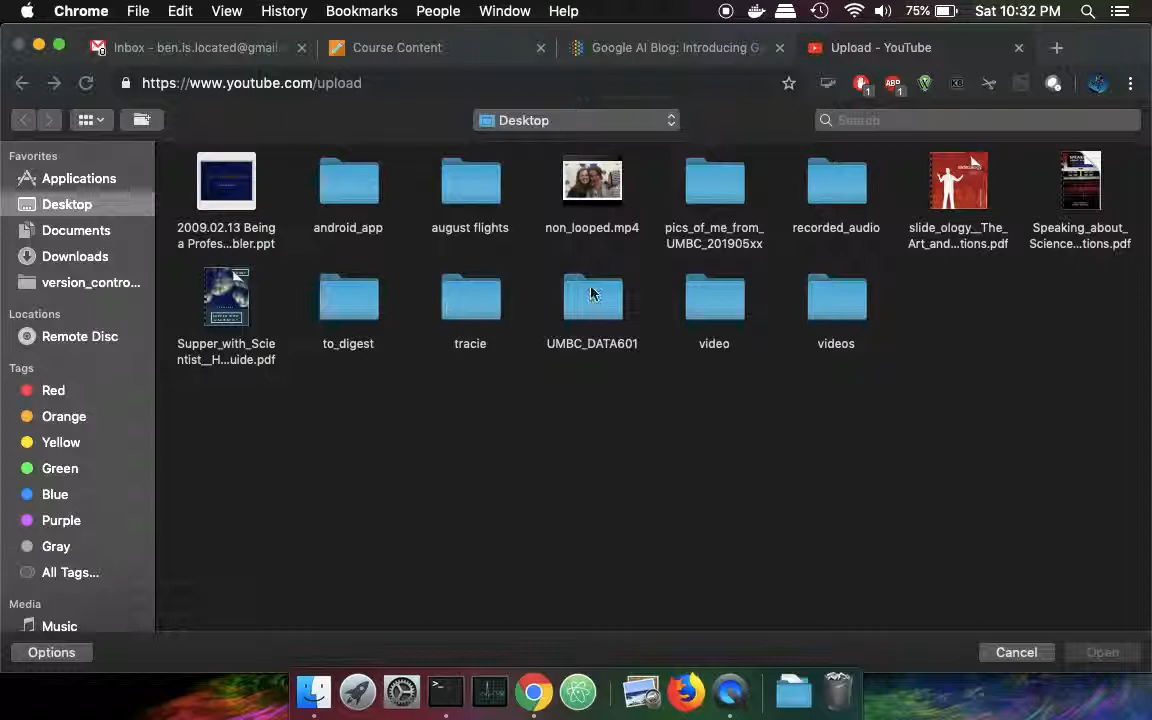 Chrome File Edit View History Bookmarks People Window Help 75% Sat 10:32 PM
Inbox - ben.is.located@gmail Course Content Google AI Blog: Introducing G Upload - YouTube
https://www.youtube.com/upload 1 ABP 1
Desktop Search
Favorites
Applications
Desktop
Documents
Downloads
version_contro...
Locations
Remote Disc
Tags
Red
Orange
Yellow
Green
Blue
Purple
Gray
All Tags...
Media
Music
2009.02.13 Being
a Profes...bler.ppt
android_app
august flights
non_looped.mp4
pics_of_me_from_
UMBC_201905xx
recorded_audio
slide_ology__The_
Art_and...tions.pdf
Speaking_about_
Science...tions.pdf
Supper_with_Scie
ntist__H...uide.pdf
to_digest
tracie
UMBC_DATA601
video
videos
Options Cancel Open